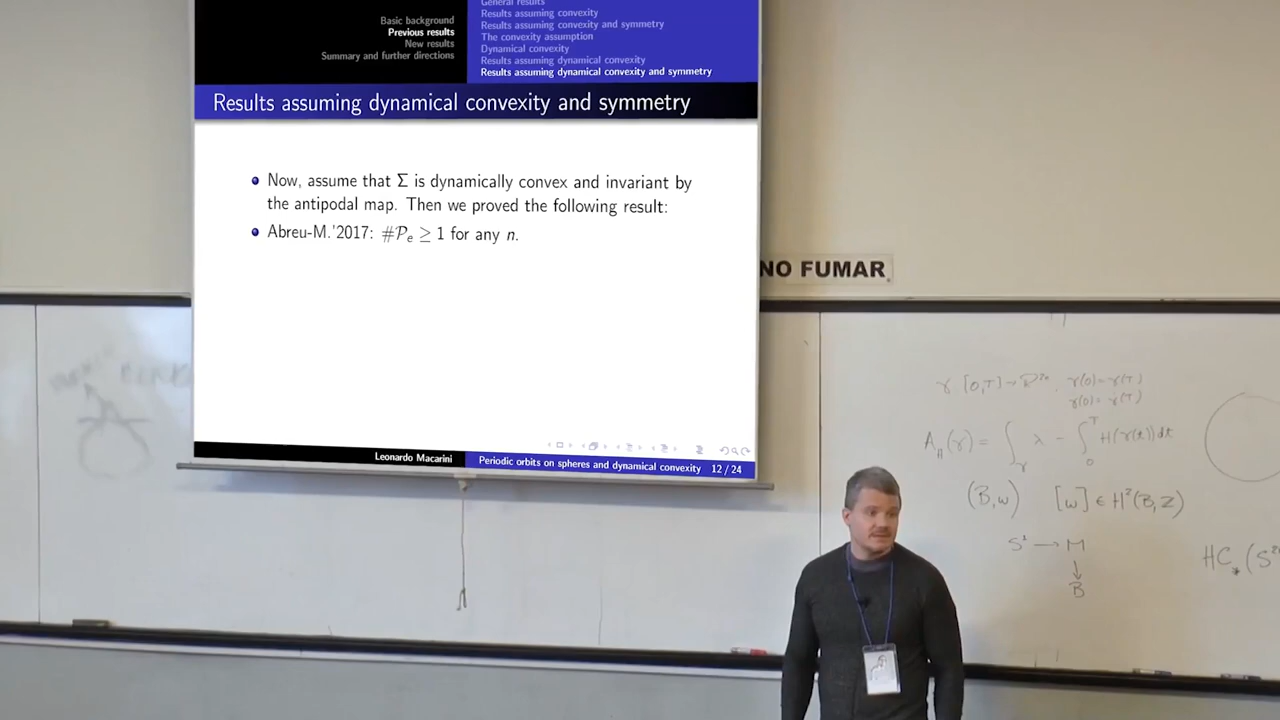 General results
Basic background
Results assuming convexity
Previous results
Results assuming convexity and symmetry
New results
The convexity assumption
Summary and further directions
Dynamical convexity
Results assuming dynamical convexity
Results assuming dynamical convexity and symmetry
Results assuming dynamical convexity and symmetry
Now, assume that Σ is dynamically convex and invariant by
the antipodal map. Then we proved the following result:
Abreu-M.'2017: #𝒫ₑ ≥ 1 for any n.
Leonardo Macarini
Periodic orbits on spheres and dynamical convexity 12 / 24
NO FUMAR
γ(0)=γ(T)
A_H(γ) = ∫_γ λ − ∫_0^T H(γ(t))dt
(B,ω) [ω] ∈ H²(B,Z)
S¹ → M
↓
B